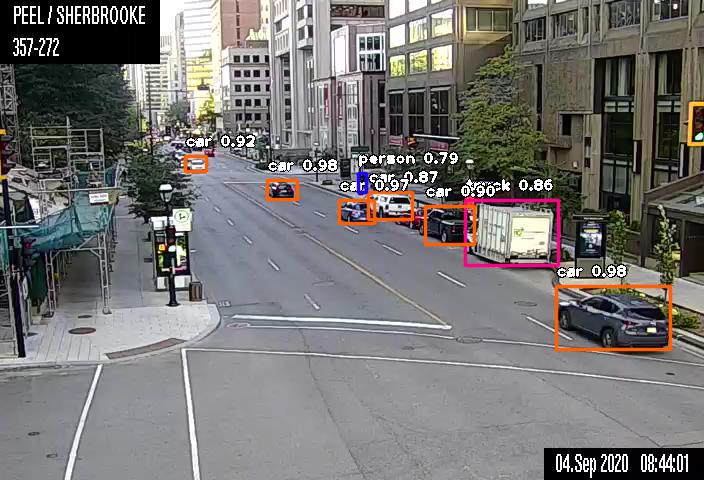 PEEL / SHERBROOKE
357-272
car 0.92
car 0.98
person 0.79
car 0.87
car 0.97
car 0.90
truck 0.86
car 0.98
04.Sep 2020 08:44:01